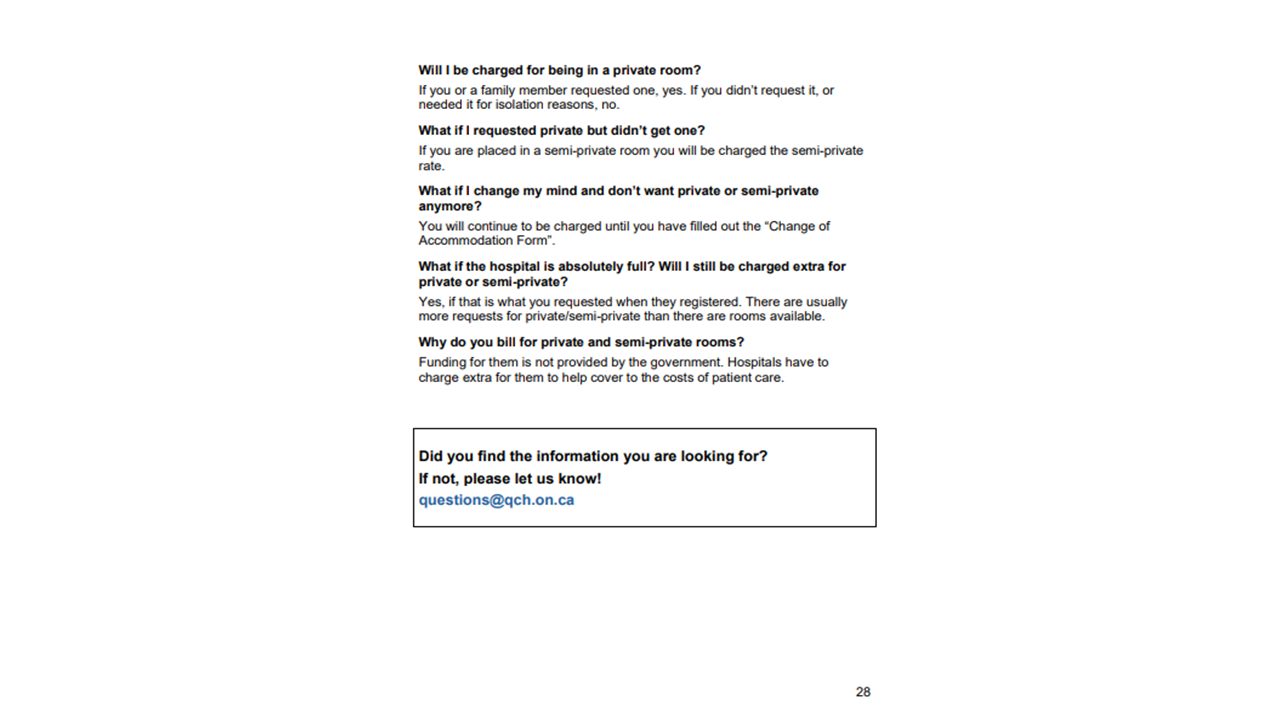 Will I be charged for being in a private room?
If you or a family member requested one, yes. If you didn’t request it, or
needed it for isolation reasons, no.
What if I requested private but didn’t get one?
If you are placed in a semi-private room you will be charged the semi-private
rate.
What if I change my mind and don’t want private or semi-private
anymore?
You will continue to be charged until you have filled out the “Change of
Accommodation Form”.
What if the hospital is absolutely full? Will I still be charged extra for
private or semi-private?
Yes, if that is what you requested when they registered. There are usually
more requests for private/semi-private than there are rooms available.
Why do you bill for private and semi-private rooms?
Funding for them is not provided by the government. Hospitals have to
charge extra for them to help cover to the costs of patient care.
Did you find the information you are looking for?
If not, please let us know!
questions@qch.on.ca
28